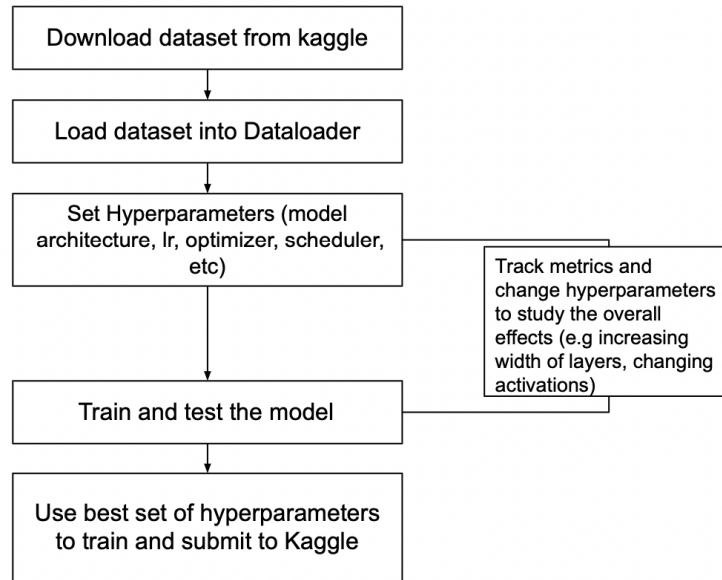 Download dataset from kaggle
Load dataset into Dataloader
Set Hyperparameters (model
architecture, lr, optimizer, scheduler,
etc)
Track metrics and
change hyperparameters
to study the overall
effects (e.g increasing
width of layers, changing
activations)
Train and test the model
Use best set of hyperparameters
to train and submit to Kaggle